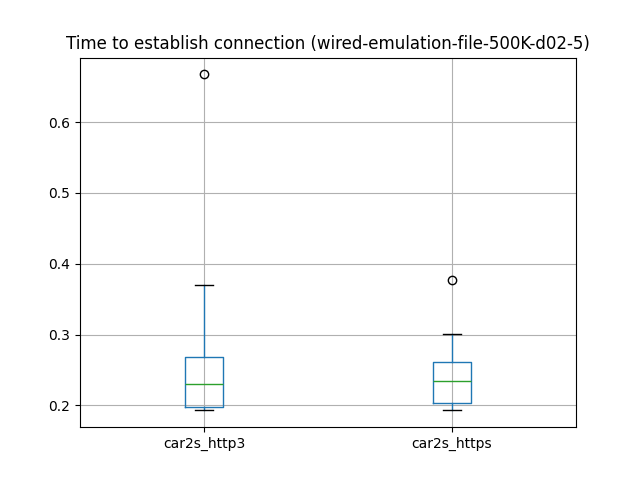 Time to establish connection (wired-emulation-file-500K-d02-5)
0.6
0.5
0.4
0.3
0.2
car2s_http3 car2s_https